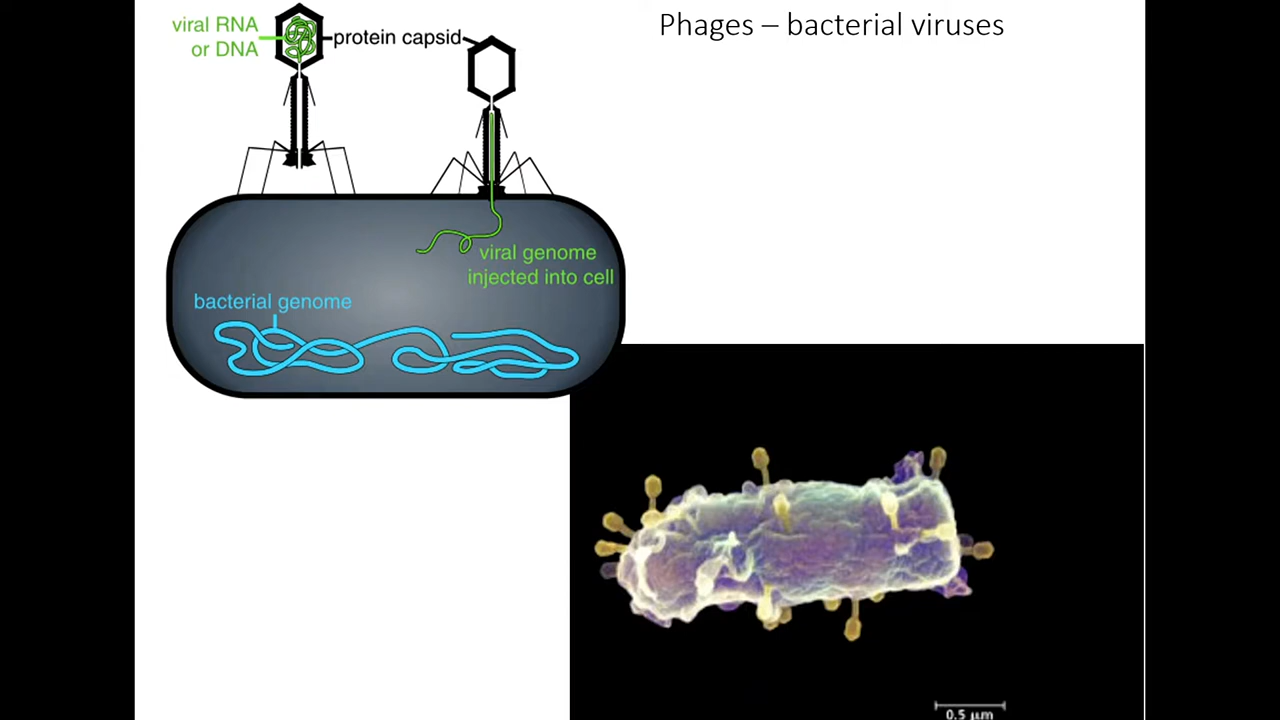 Phages – bacterial viruses
viral RNA
or DNA
protein capsid
viral genome
injected into cell
bacterial genome
0.5 µm